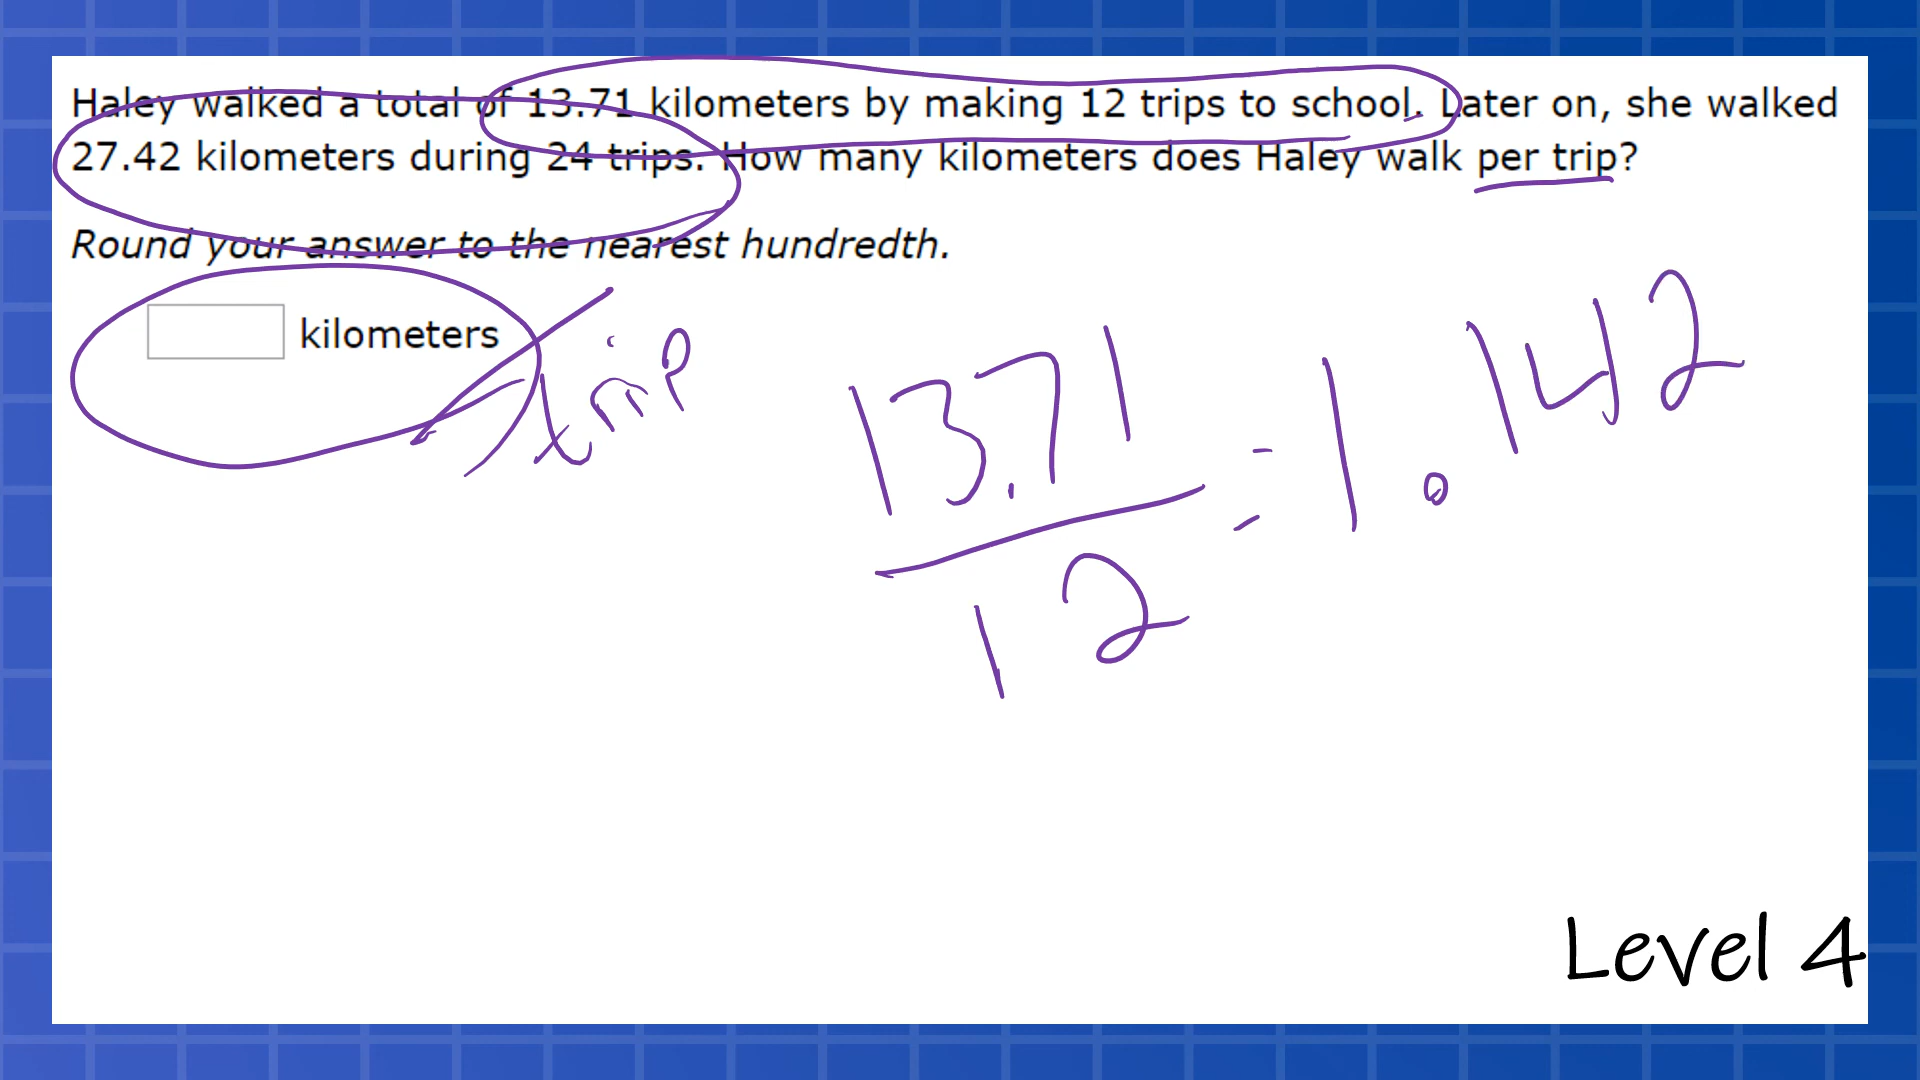 Haley walked a total of 13.71 kilometers by making 12 trips to school. Later on, she walked
27.42 kilometers during 24 trips. How many kilometers does Haley walk per trip?
Round your answer to the nearest hundredth.
kilometers
trip
13.71
= 1.142
12
Level 4